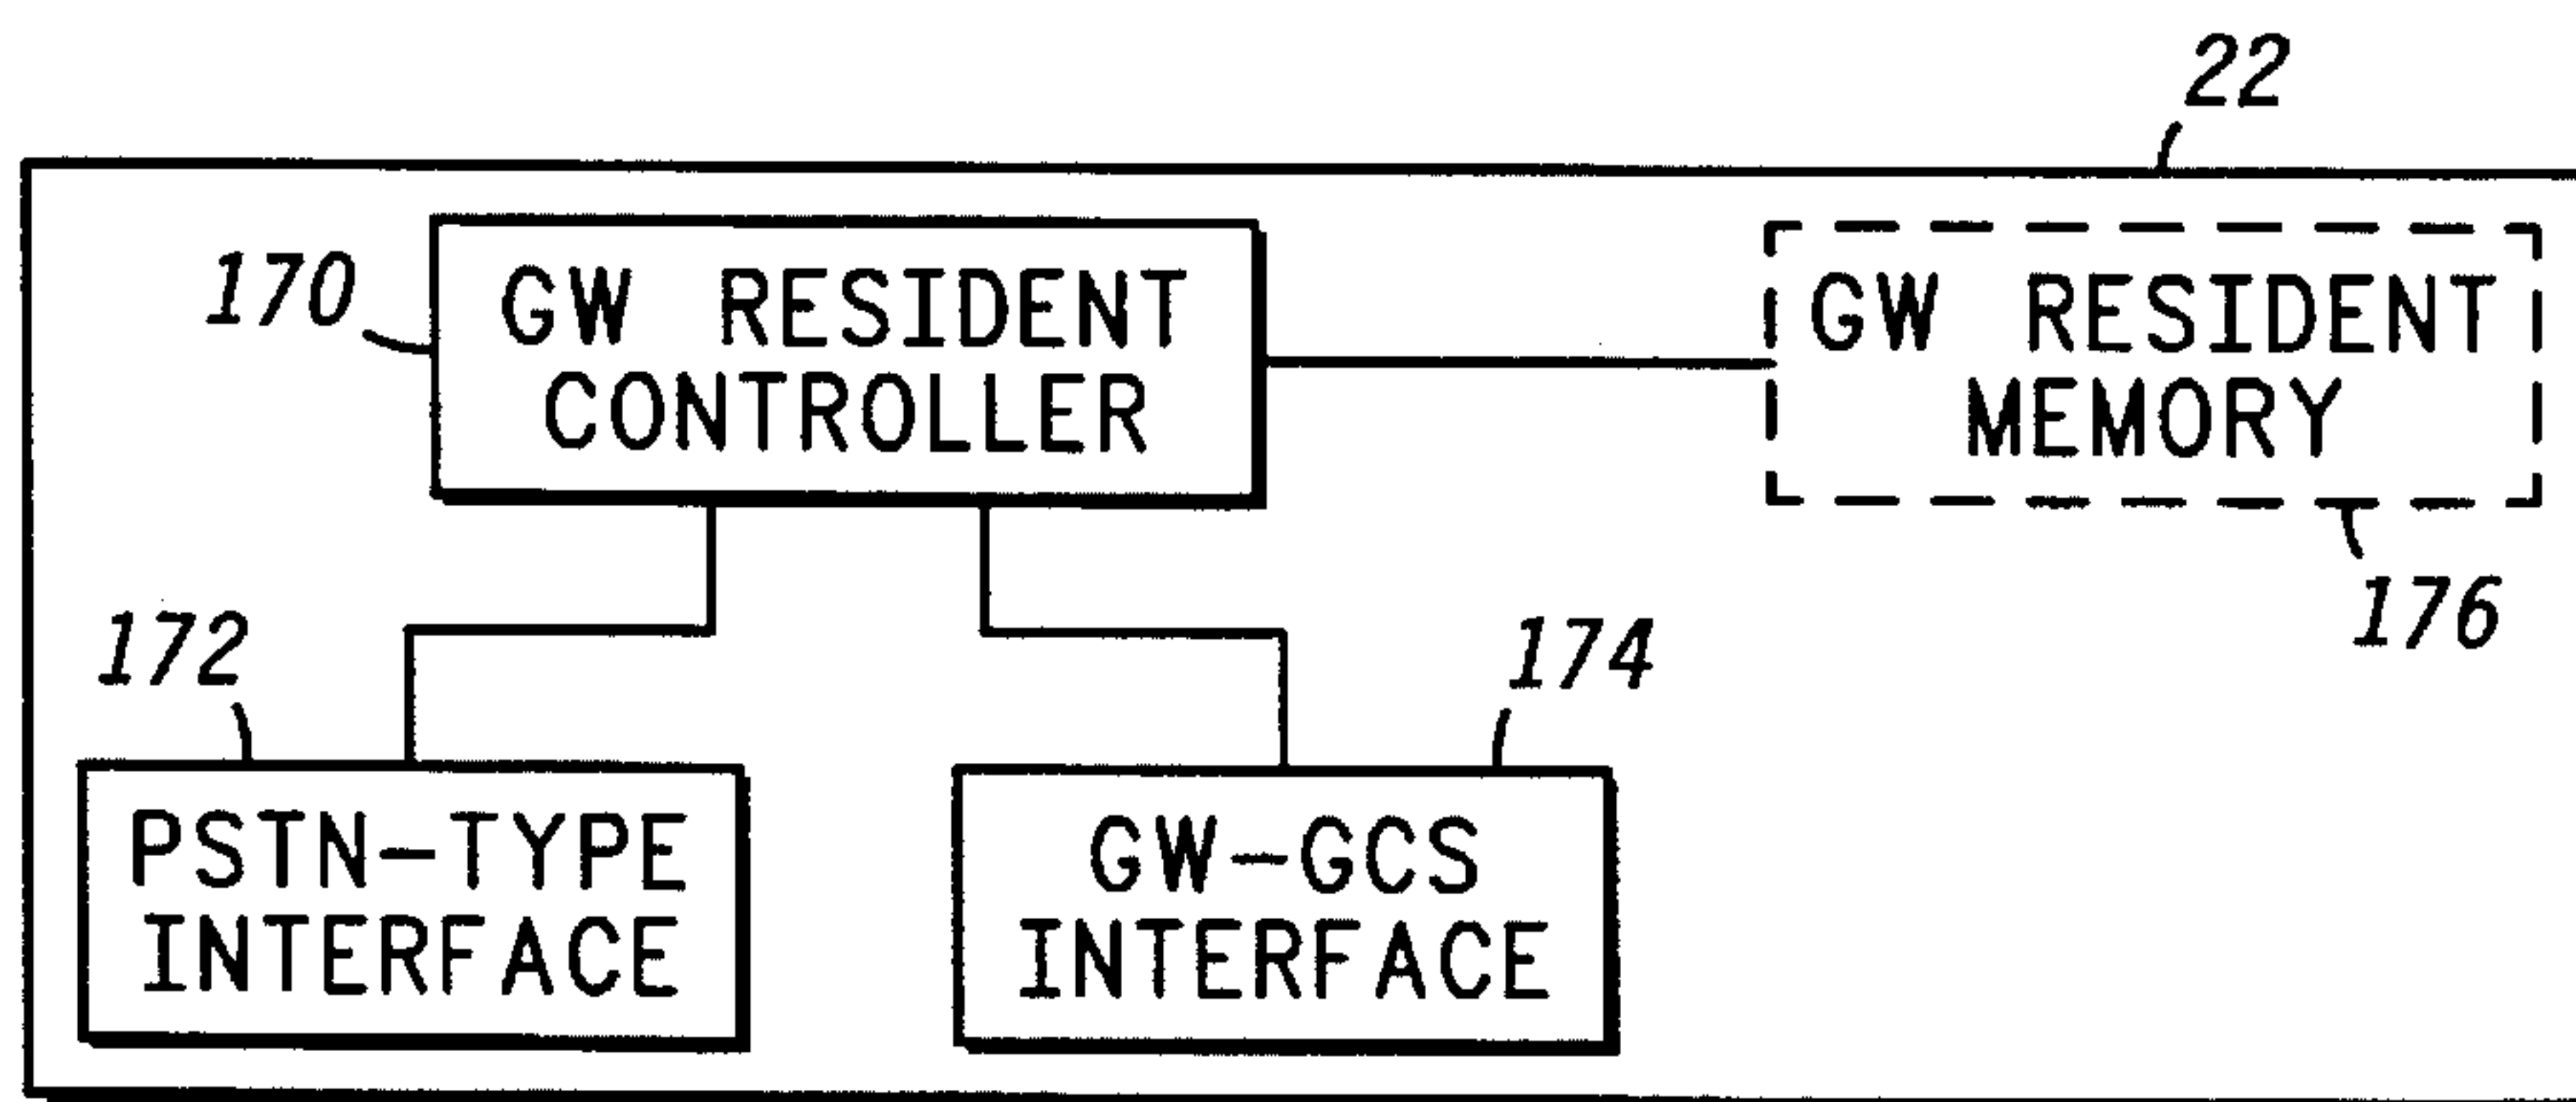 22
170
GW RESIDENT
CONTROLLER
GW RESIDENT
MEMORY
176
172
174
PSTN-TYPE
INTERFACE
GW-GCS
INTERFACE